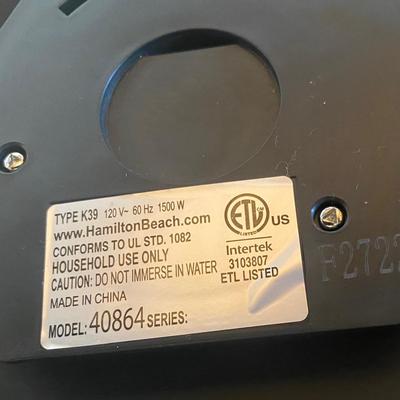 TYPE K39 120 V~ 60 Hz 1500 W
www.HamiltonBeach.com
CONFORMS TO UL STD. 1082
HOUSEHOLD USE ONLY
CAUTION: DO NOT IMMERSE IN WATER
MADE IN CHINA
MODEL: 40864 SERIES:
ETL US
LISTED
Intertek
3103807
ETL LISTED